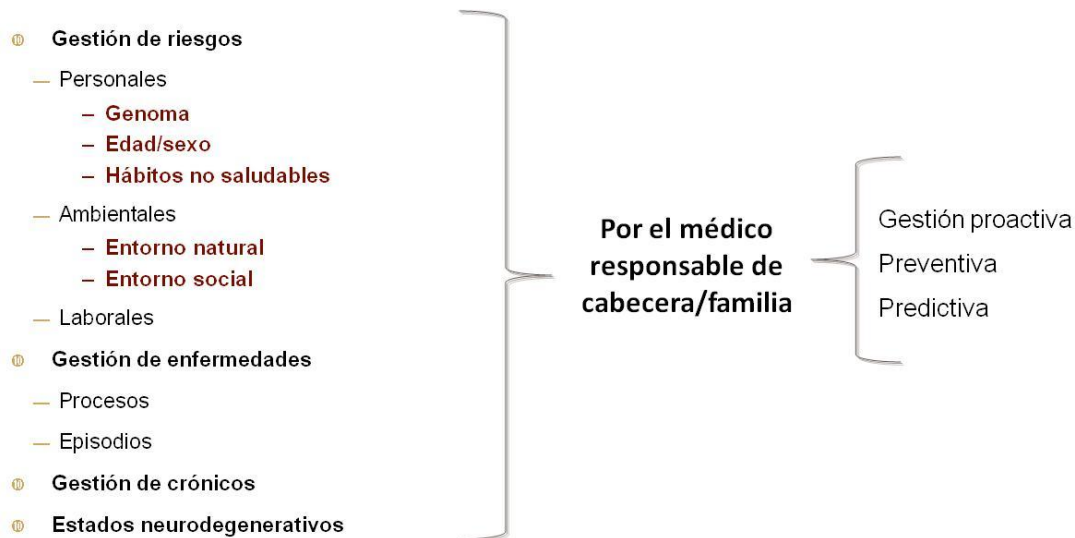 Gestión de riesgos
— Personales
– Genoma
– Edad/sexo
– Hábitos no saludables
— Ambientales
– Entorno natural
– Entorno social
— Laborales
Gestión de enfermedades
— Procesos
— Episodios
Gestión de crónicos
Estados neurodegenerativos
Por el médico
responsable de
cabecera/familia
Gestión proactiva
Preventiva
Predictiva